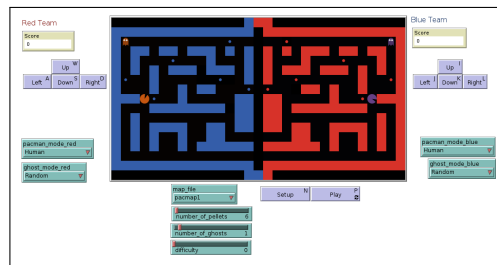 Red Team
Score
0
Up W
Left A
Down S
Right D
pacman_mode_red
Human
ghost_mode_red
Random
Blue Team
Score
0
Up I
Left J
Down K
Right L
pacman_mode_blue
Human
ghost_mode_blue
Random
map_file
pacmap1
number_of_pellets 6
number_of_ghosts 1
difficulty 0
Setup N
Play P